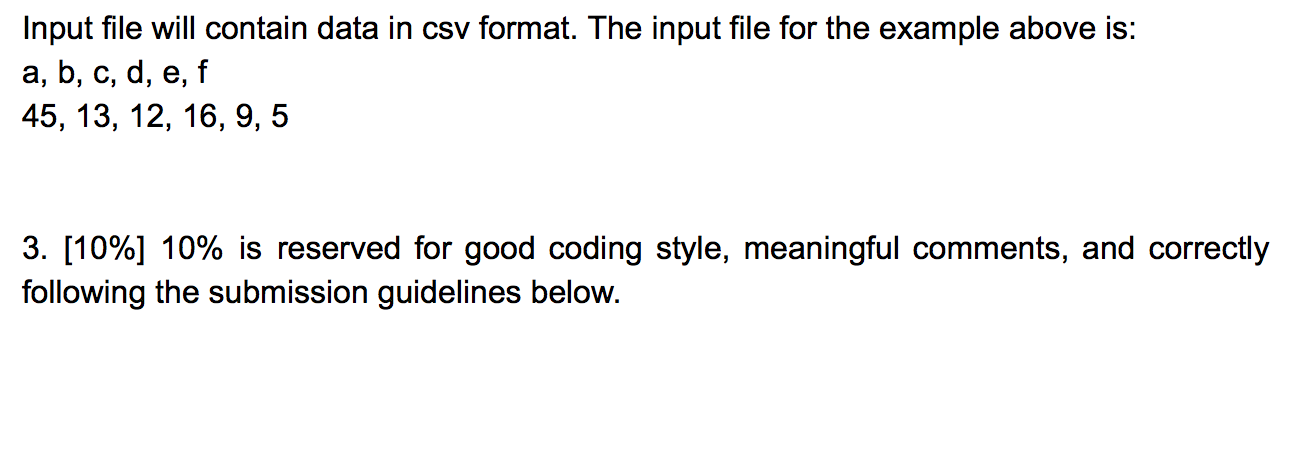 Input file will contain data in csv format. The input file for the example above is:
a, b, c, d, e, f
45, 13, 12, 16, 9, 5
3. [10%] 10% is reserved for good coding style, meaningful comments, and correctly
following the submission guidelines below.